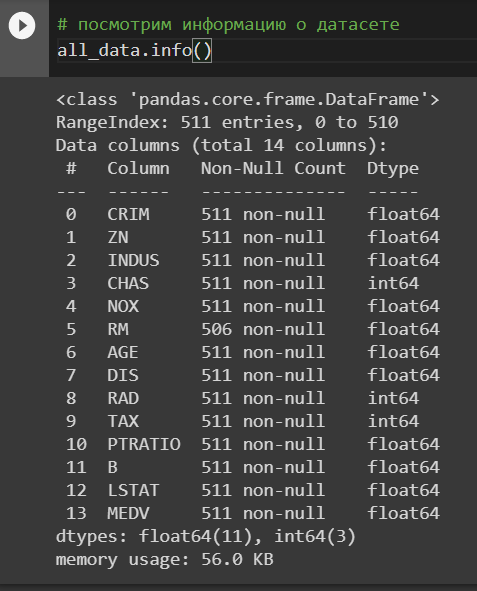 # посмотрим информацию о датасете
all_data.info()
<class 'pandas.core.frame.DataFrame'>
RangeIndex: 511 entries, 0 to 510
Data columns (total 14 columns):
 #   Column   Non-Null Count  Dtype
---  ------   --------------  -----
 0   CRIM     511 non-null    float64
 1   ZN       511 non-null    float64
 2   INDUS    511 non-null    float64
 3   CHAS     511 non-null    int64
 4   NOX      511 non-null    float64
 5   RM       506 non-null    float64
 6   AGE      511 non-null    float64
 7   DIS      511 non-null    float64
 8   RAD      511 non-null    int64
 9   TAX      511 non-null    int64
 10  PTRATIO  511 non-null    float64
 11  B        511 non-null    float64
 12  LSTAT    511 non-null    float64
 13  MEDV     511 non-null    float64
dtypes: float64(11), int64(3)
memory usage: 56.0 KB